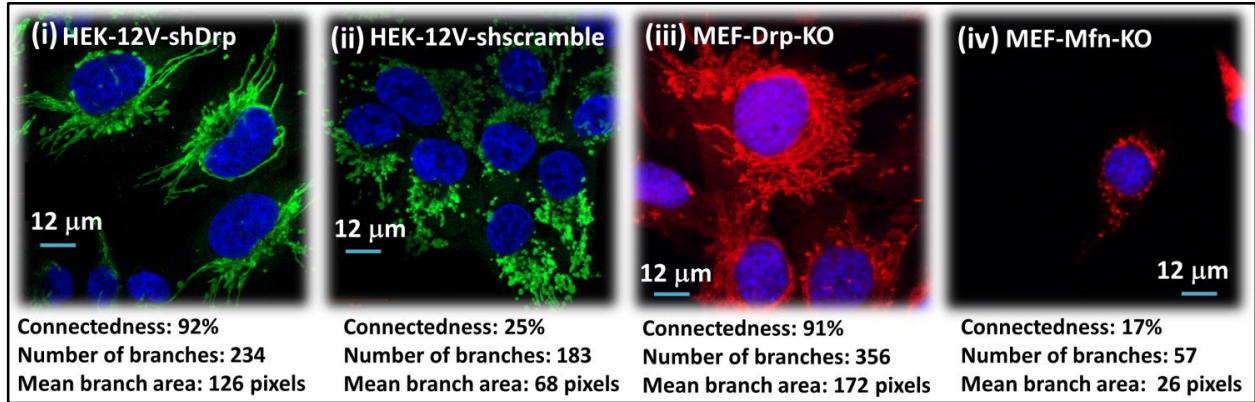 (i) HEK-12V-shDrp
(ii) HEK-12V-shscramble
(iii) MEF-Drp-KO
(iv) MEF-Mfn-KO
12 μm
12 μm
12 μm
12 μm
Connectedness: 92%
Number of branches: 234
Mean branch area: 126 pixels
Connectedness: 25%
Number of branches: 183
Mean branch area: 68 pixels
Connectedness: 91%
Number of branches: 356
Mean branch area: 172 pixels
Connectedness: 17%
Number of branches: 57
Mean branch area: 26 pixels